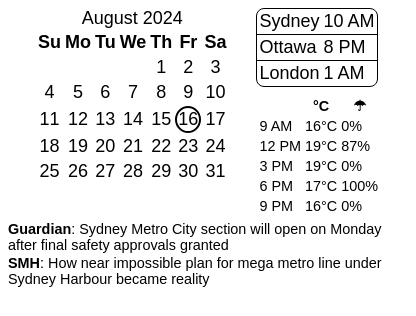 August 2024
Su Mo Tu We Th Fr Sa
1 2 3
4 5 6 7 8 9 10
11 12 13 14 15 16 17
18 19 20 21 22 23 24
25 26 27 28 29 30 31
Sydney 10 AM
Ottawa 8 PM
London 1 AM
°C ☂
9 AM 16°C 0%
12 PM 19°C 87%
3 PM 19°C 0%
6 PM 17°C 100%
9 PM 16°C 0%
Guardian: Sydney Metro City section will open on Monday
after final safety approvals granted
SMH: How near impossible plan for mega metro line under
Sydney Harbour became reality